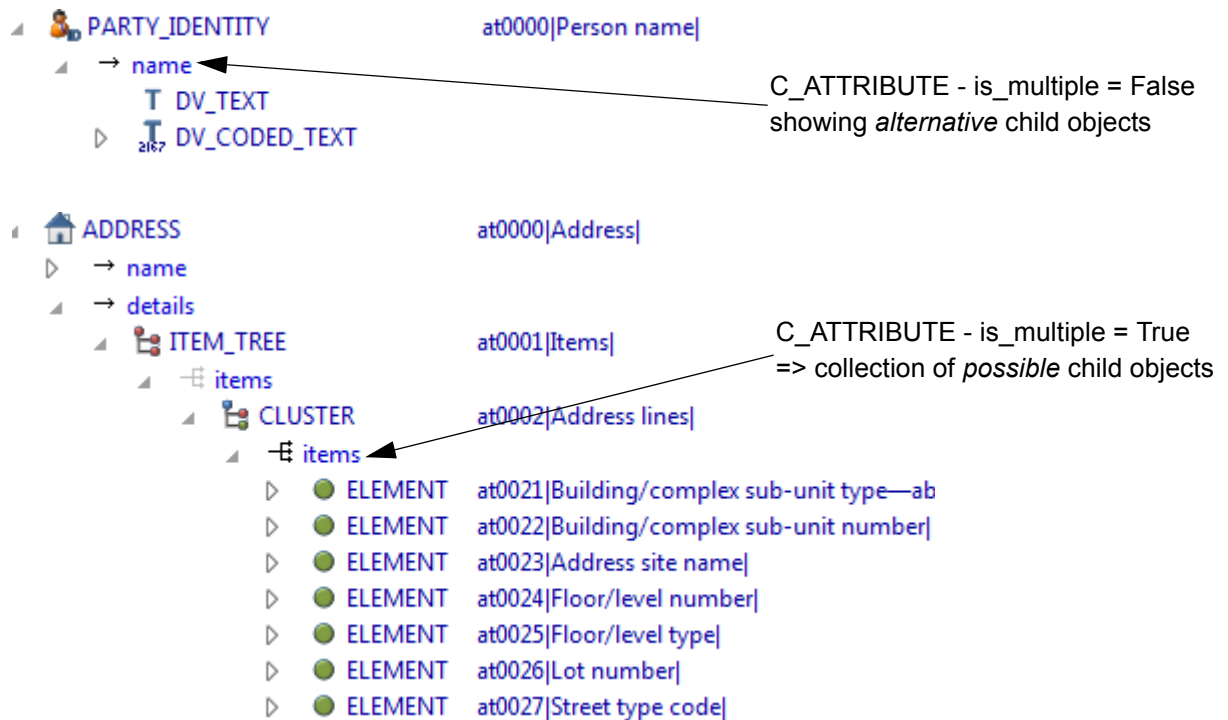 PARTY_IDENTITY at0000|Person name|
→ name
C_ATTRIBUTE - is_multiple = False
T DV_TEXT
showing alternative child objects
2167 DV_CODED_TEXT
ADDRESS at0000|Address|
→ name
→ details
C_ATTRIBUTE - is_multiple = True
ITEM_TREE at0001|Items|
=> collection of possible child objects
items
CLUSTER at0002|Address lines|
items
ELEMENT at0021|Building/complex sub-unit type—ab
ELEMENT at0022|Building/complex sub-unit number|
ELEMENT at0023|Address site name|
ELEMENT at0024|Floor/level number|
ELEMENT at0025|Floor/level type|
ELEMENT at0026|Lot number|
ELEMENT at0027|Street type code|